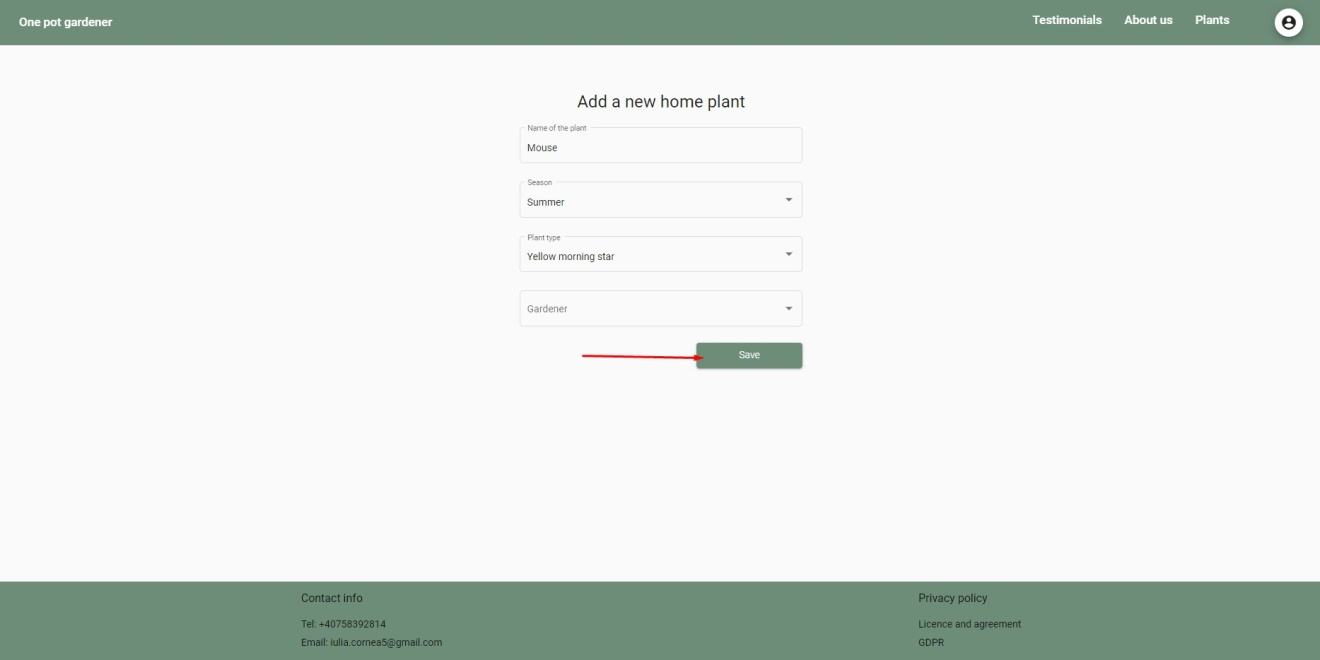 One pot gardener
Testimonials About us Plants
Add a new home plant
Name of the plant
Mouse
Season
Summer
Plant type
Yellow morning star
Gardener
Save
Contact info
Tel: +40758392814
Email: iulia.cornea5@gmail.com
Privacy policy
Licence and agreement
GDPR